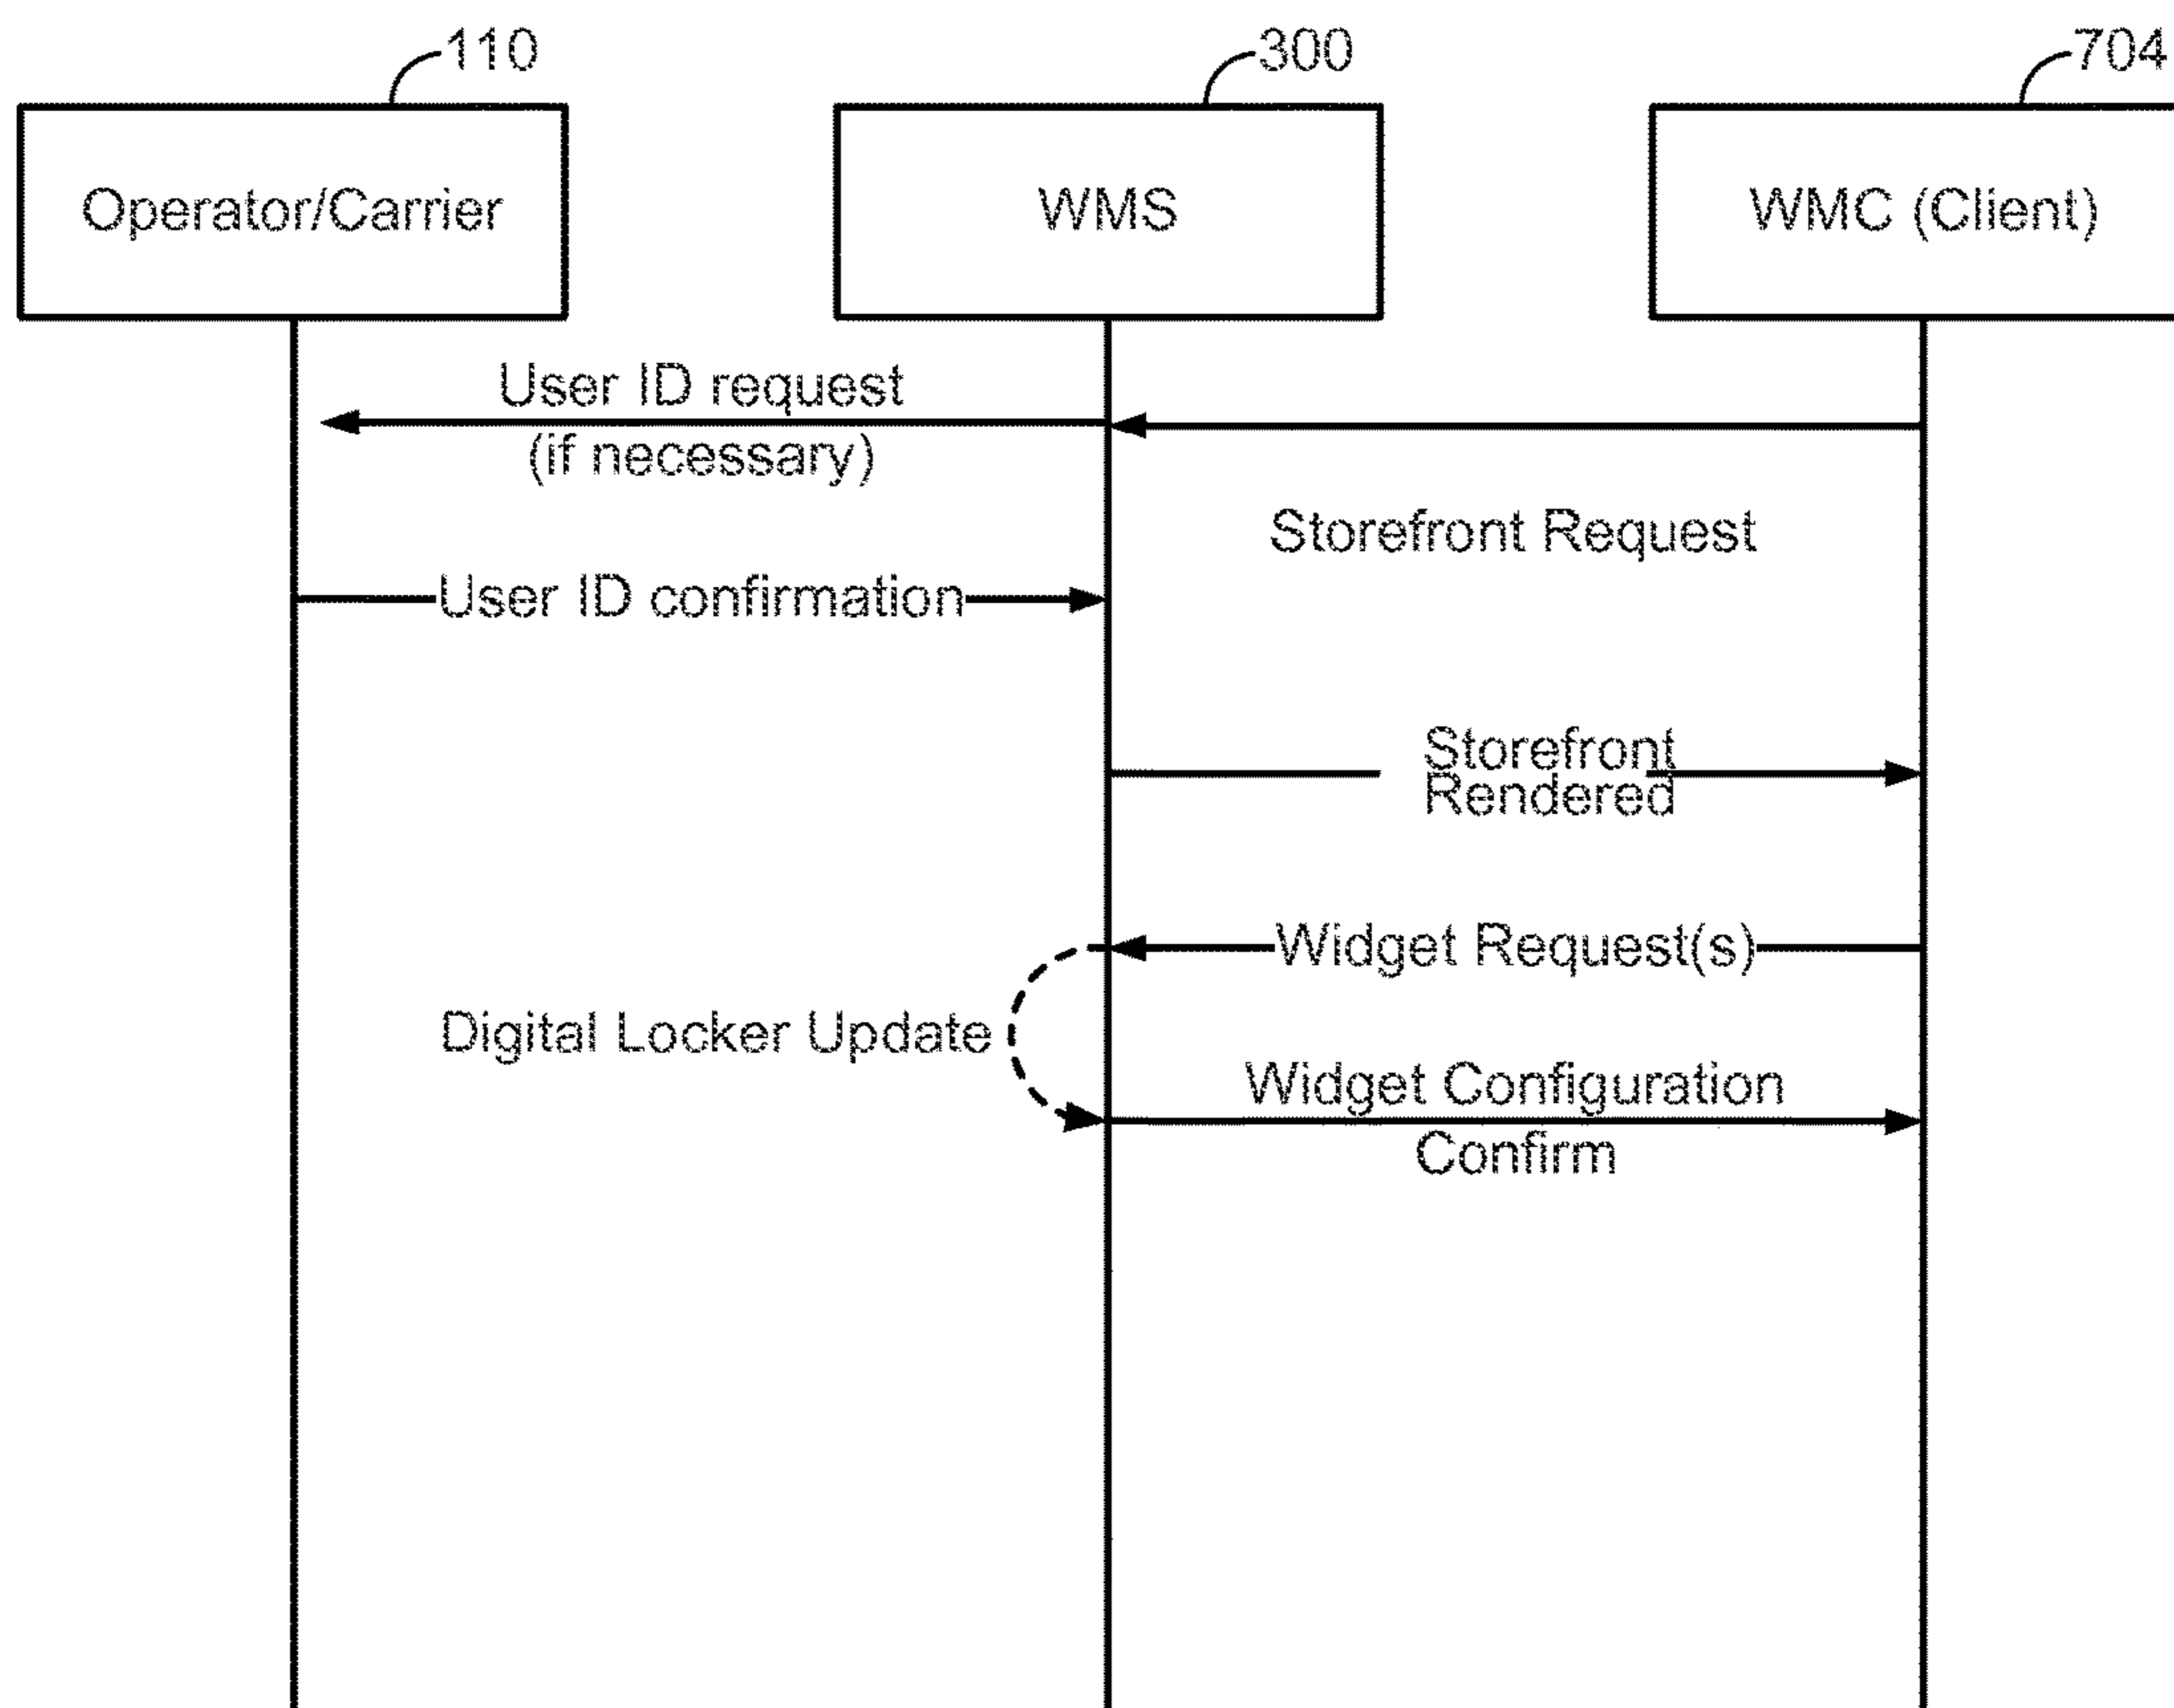 110
300
704
Operator/Carrier
WMS
WMC (Client)
User ID request
(if necessary)
Storefront Request
User ID confirmation
Storefront
Rendered
Widget Request(s)
Digital Locker Update
Widget Configuration
Confirm